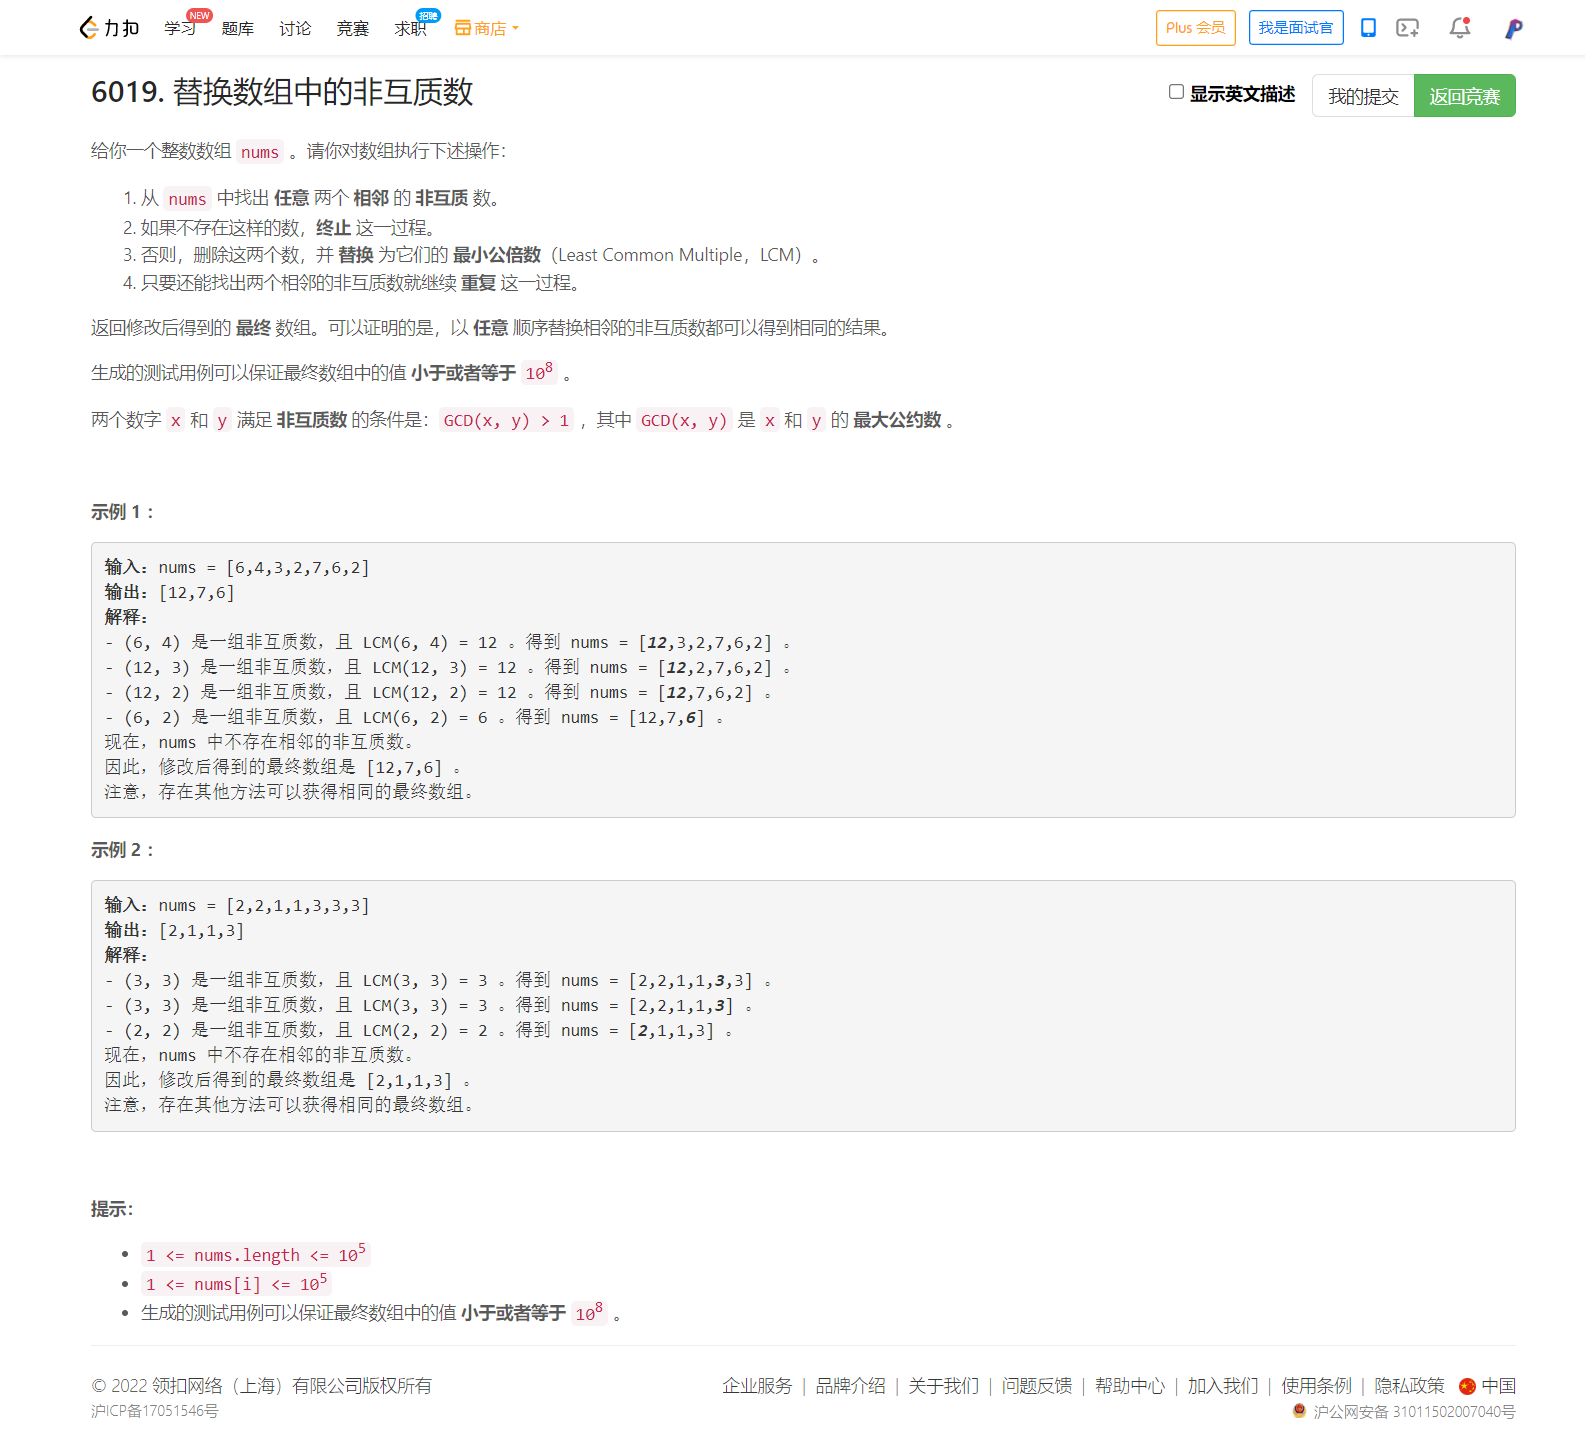 力扣 学习 NEW 题库 讨论 竞赛 求职 招聘 商店 Plus 会员 我是面试官
6019. 替换数组中的非互质数 显示英文描述 我的提交 返回竞赛
给你一个整数数组 nums 。请你对数组执行下述操作：
1. 从 nums 中找出 任意 两个 相邻 的 非互质 数。
2. 如果不存在这样的数，终止 这一过程。
3. 否则，删除这两个数，并 替换 为它们的 最小公倍数（Least Common Multiple，LCM）。
4. 只要还能找出两个相邻的非互质数就继续 重复 这一过程。
返回修改后得到的 最终 数组。可以证明的是，以 任意 顺序替换相邻的非互质数都可以得到相同的结果。
生成的测试用例可以保证最终数组中的值 小于或者等于 10⁸ 。
两个数字 x 和 y 满足 非互质数 的条件是：GCD(x, y) > 1 ，其中 GCD(x, y) 是 x 和 y 的 最大公约数 。
示例 1 ：
输入：nums = [6,4,3,2,7,6,2]
输出：[12,7,6]
解释：
- (6, 4) 是一组非互质数，且 LCM(6, 4) = 12 。得到 nums = [12,3,2,7,6,2] 。
- (12, 3) 是一组非互质数，且 LCM(12, 3) = 12 。得到 nums = [12,2,7,6,2] 。
- (12, 2) 是一组非互质数，且 LCM(12, 2) = 12 。得到 nums = [12,7,6,2] 。
- (6, 2) 是一组非互质数，且 LCM(6, 2) = 6 。得到 nums = [12,7,6] 。
现在，nums 中不存在相邻的非互质数。
因此，修改后得到的最终数组是 [12,7,6] 。
注意，存在其他方法可以获得相同的最终数组。
示例 2 ：
输入：nums = [2,2,1,1,3,3,3]
输出：[2,1,1,3]
解释：
- (3, 3) 是一组非互质数，且 LCM(3, 3) = 3 。得到 nums = [2,2,1,1,3,3] 。
- (3, 3) 是一组非互质数，且 LCM(3, 3) = 3 。得到 nums = [2,2,1,1,3] 。
- (2, 2) 是一组非互质数，且 LCM(2, 2) = 2 。得到 nums = [2,1,1,3] 。
现在，nums 中不存在相邻的非互质数。
因此，修改后得到的最终数组是 [2,1,1,3] 。
注意，存在其他方法可以获得相同的最终数组。
提示：
• 1 <= nums.length <= 10⁵
• 1 <= nums[i] <= 10⁵
• 生成的测试用例可以保证最终数组中的值 小于或者等于 10⁸ 。
© 2022 领扣网络（上海）有限公司版权所有 企业服务 | 品牌介绍 | 关于我们 | 问题反馈 | 帮助中心 | 加入我们 | 使用条例 | 隐私政策 中国
沪ICP备17051546号 沪公网安备 31011502007040号